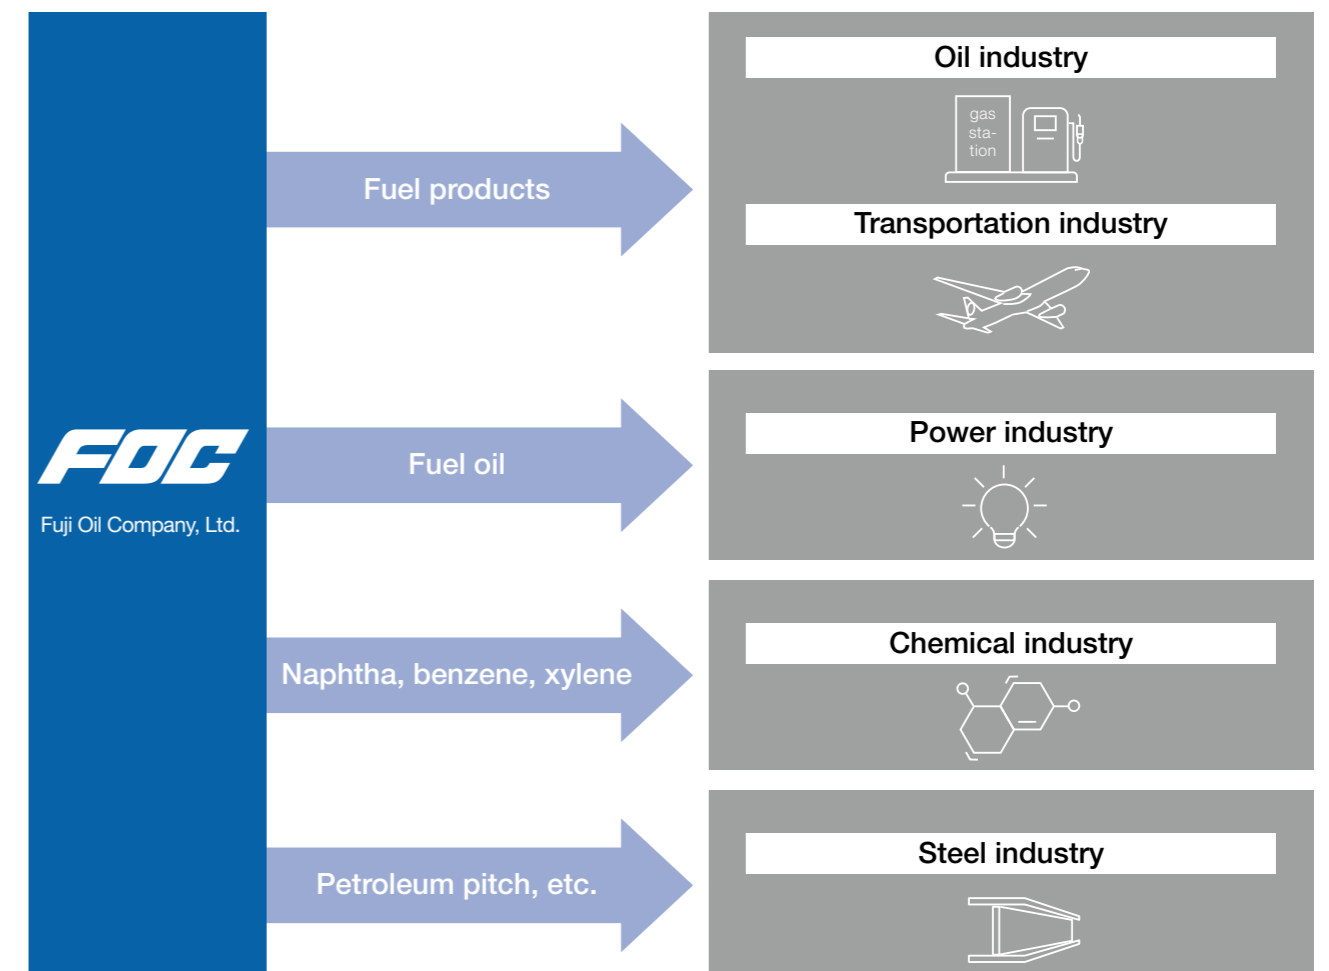 FOC
Fuji Oil Company, Ltd.
Fuel products
Oil industry
gas
sta-
tion
Transportation industry
Fuel oil
Power industry
Naphtha, benzene, xylene
Chemical industry
Petroleum pitch, etc.
Steel industry